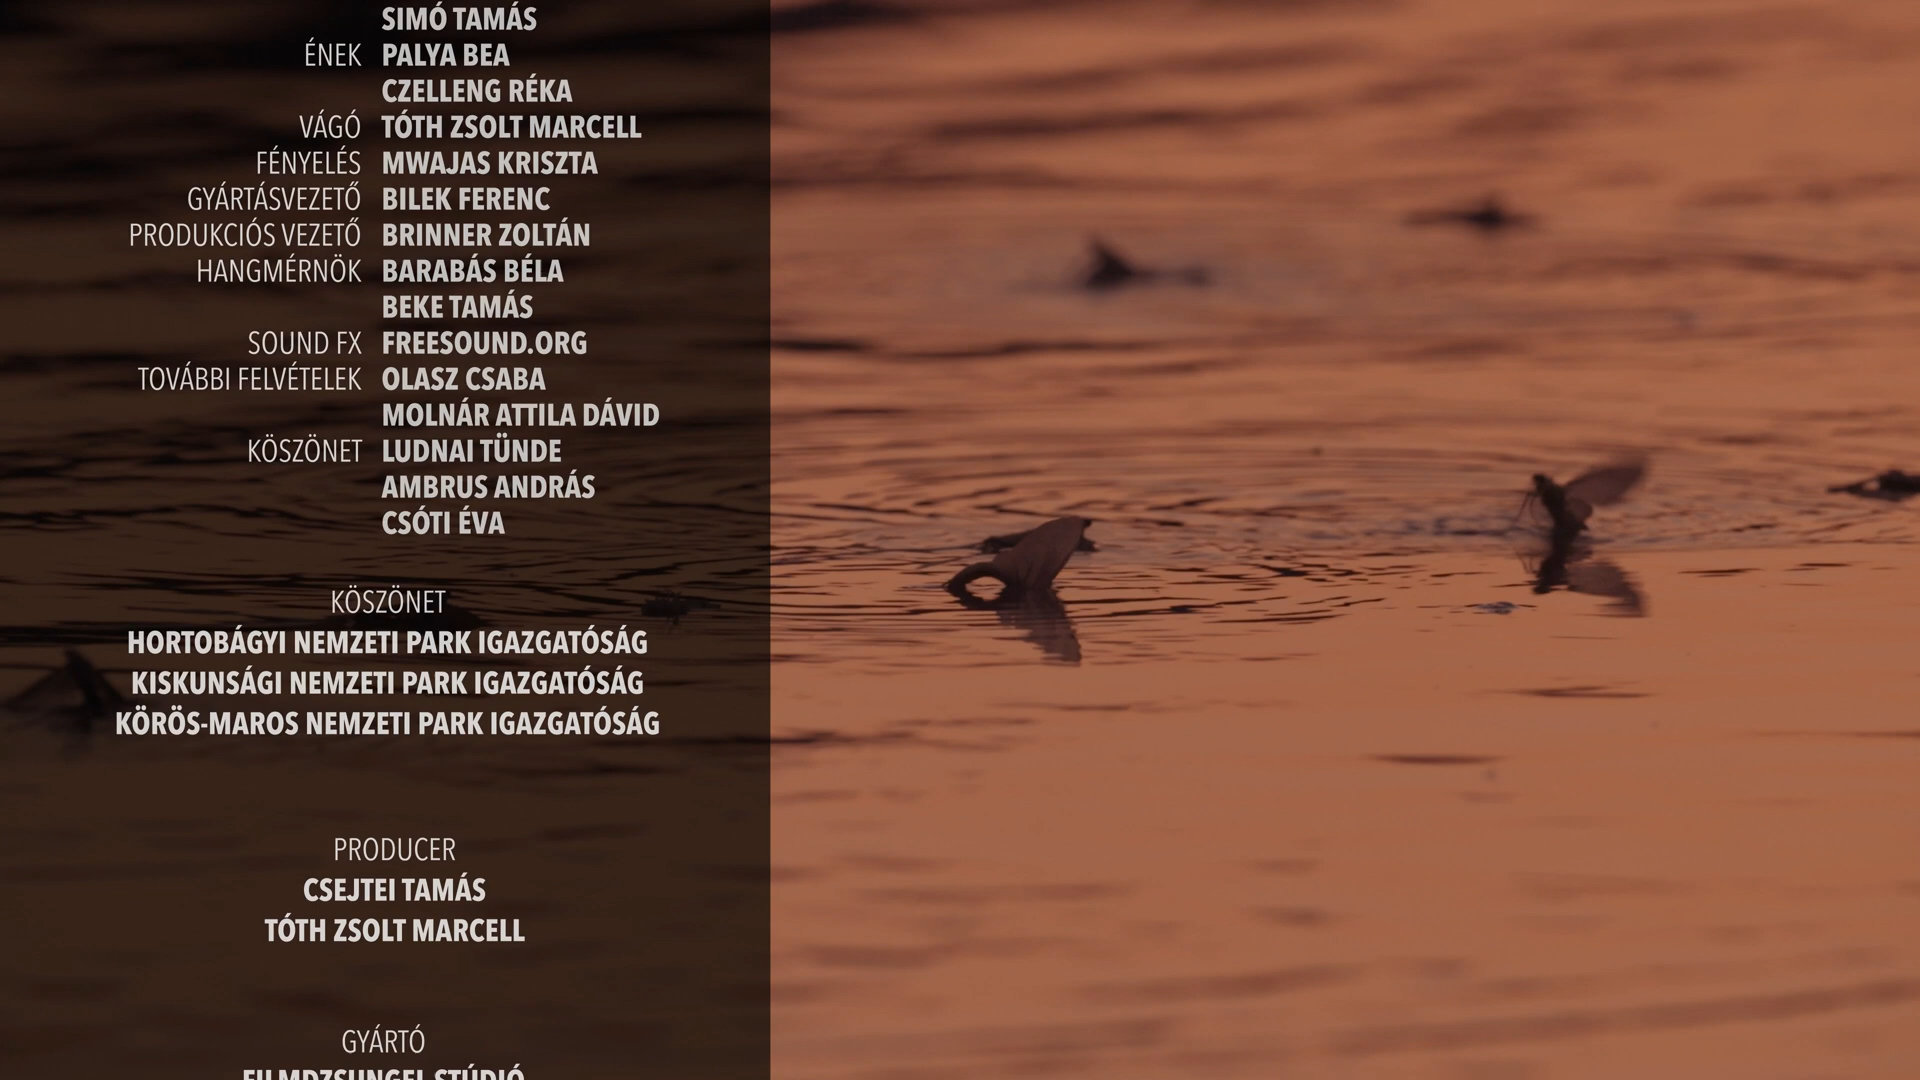 SIMÓ TAMÁS
ÉNEK PALYA BEA
CZELLENG RÉKA
VÁGÓ TÓTH ZSOLT MARCELL
FÉNYELÉS MWAJAS KRISZTA
GYÁRTÁSVEZETŐ BILEK FERENC
PRODUKCIÓS VEZETŐ BRINNER ZOLTÁN
HANGMÉRNÖK BARABÁS BÉLA
BEKE TAMÁS
SOUND FX FREESOUND.ORG
TOVÁBBI FELVÉTELEK OLASZ CSABA
MOLNÁR ATTILA DÁVID
KÖSZÖNET LUDNAI TÜNDE
AMBRUS ANDRÁS
CSÓTI ÉVA
KÖSZÖNET
HORTOBÁGYI NEMZETI PARK IGAZGATÓSÁG
KISKUNSÁGI NEMZETI PARK IGAZGATÓSÁG
KÖRÖS-MAROS NEMZETI PARK IGAZGATÓSÁG
PRODUCER
CSEJTEI TAMÁS
TÓTH ZSOLT MARCELL
GYÁRTÓ
FILMDZSUNGEL STÚDIÓ